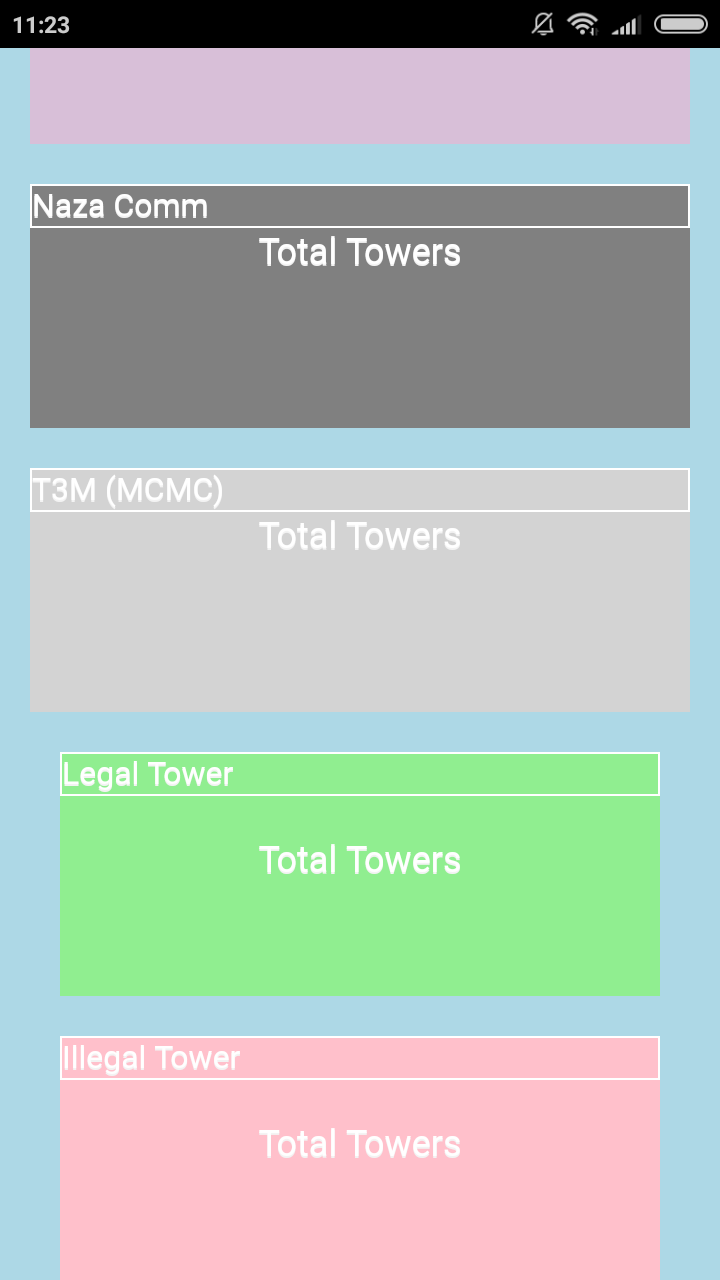 11:23
Naza Comm
Total Towers
T3M (MCMC)
Total Towers
Legal Tower
Total Towers
Illegal Tower
Total Towers